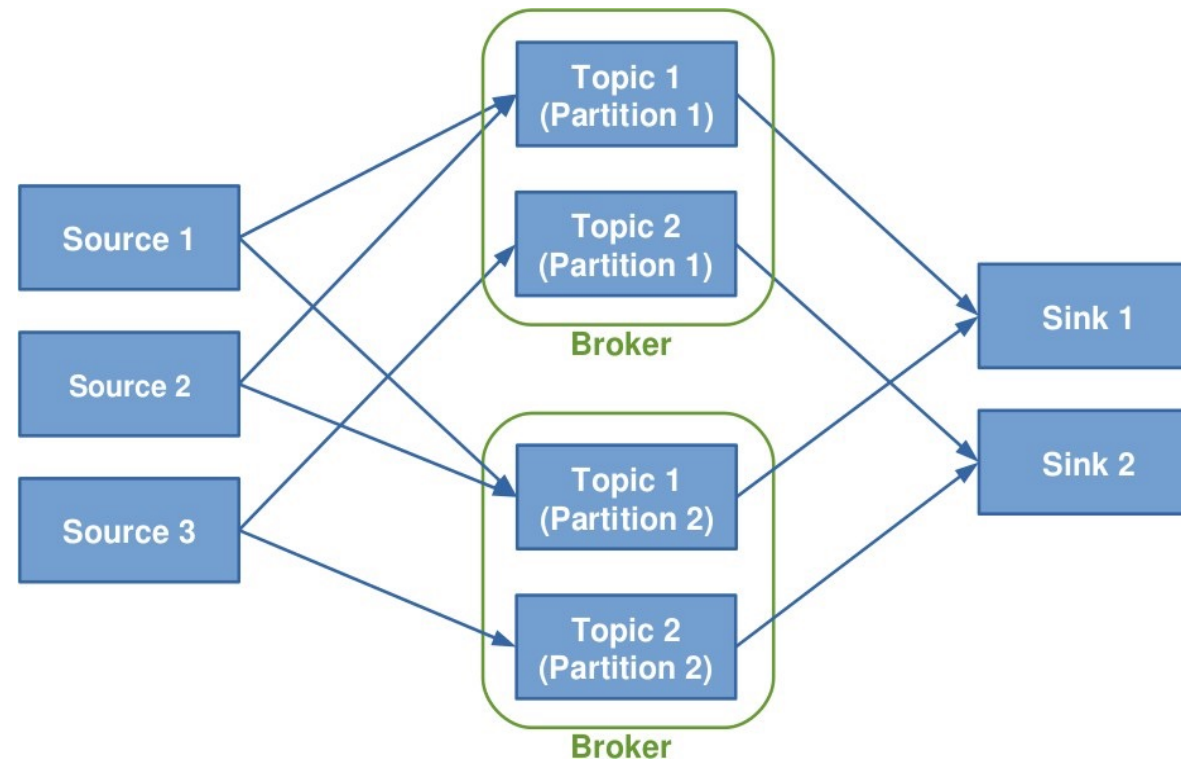 Source 1
Source 2
Source 3
Topic 1
(Partition 1)
Topic 2
(Partition 1)
Broker
Topic 1
(Partition 2)
Topic 2
(Partition 2)
Broker
Sink 1
Sink 2